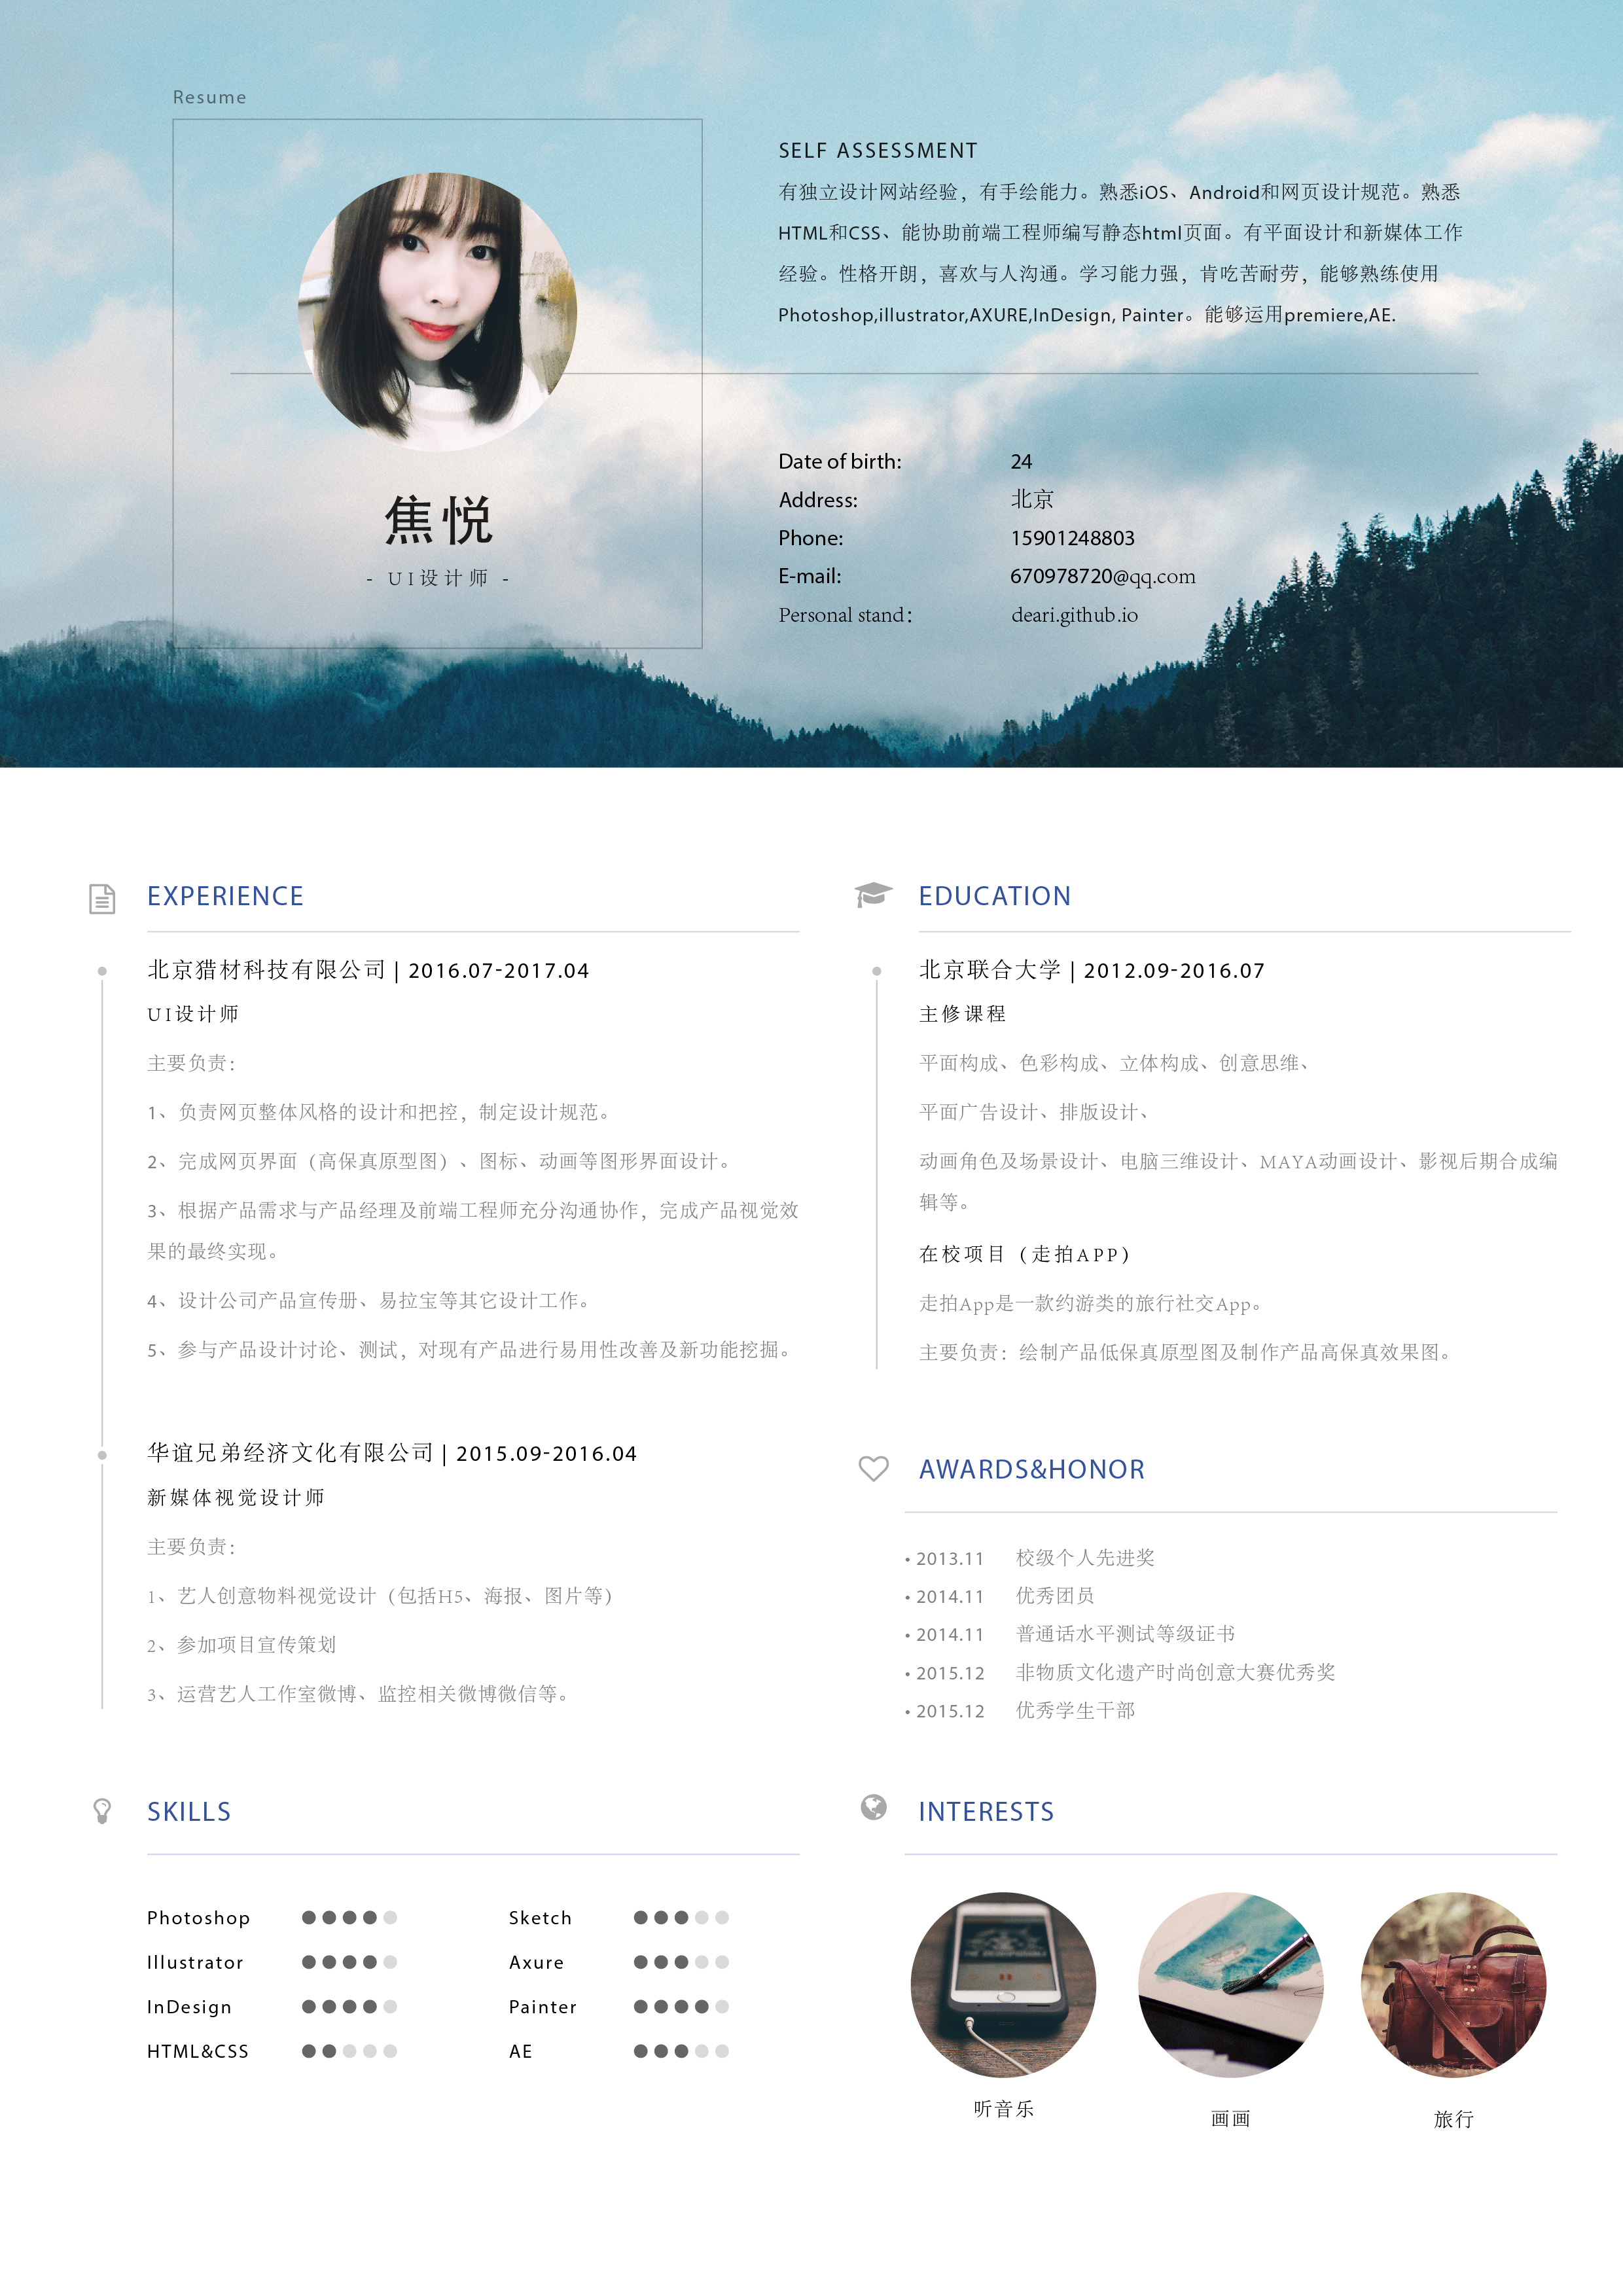 Resume
焦悦
- UI设计师 -
SELF ASSESSMENT
有独立设计网站经验，有手绘能力。熟悉iOS、Android和网页设计规范。熟悉
HTML和CSS、能协助前端工程师编写静态html页面。有平面设计和新媒体工作
经验。性格开朗，喜欢与人沟通。学习能力强，肯吃苦耐劳，能够熟练使用
Photoshop,illustrator,AXURE,InDesign, Painter。能够运用premiere,AE.
Date of birth: 24
Address: 北京
Phone: 15901248803
E-mail: 670978720@qq.com
Personal stand： deari.github.io
EXPERIENCE
北京猎材科技有限公司 | 2016.07-2017.04
UI设计师
主要负责：
1、负责网页整体风格的设计和把控，制定设计规范。
2、完成网页界面（高保真原型图）、图标、动画等图形界面设计。
3、根据产品需求与产品经理及前端工程师充分沟通协作，完成产品视觉效
果的最终实现。
4、设计公司产品宣传册、易拉宝等其它设计工作。
5、参与产品设计讨论、测试，对现有产品进行易用性改善及新功能挖掘。
华谊兄弟经济文化有限公司 | 2015.09-2016.04
新媒体视觉设计师
主要负责：
1、艺人创意物料视觉设计（包括H5、海报、图片等）
2、参加项目宣传策划
3、运营艺人工作室微博、监控相关微博微信等。
EDUCATION
北京联合大学 | 2012.09-2016.07
主修课程
平面构成、色彩构成、立体构成、创意思维、
平面广告设计、排版设计、
动画角色及场景设计、电脑三维设计、MAYA动画设计、影视后期合成编
辑等。
在校项目（走拍APP）
走拍App是一款约游类的旅行社交App。
主要负责：绘制产品低保真原型图及制作产品高保真效果图。
AWARDS&HONOR
• 2013.11 校级个人先进奖
• 2014.11 优秀团员
• 2014.11 普通话水平测试等级证书
• 2015.12 非物质文化遗产时尚创意大赛优秀奖
• 2015.12 优秀学生干部
SKILLS
Photoshop Sketch
Illustrator Axure
InDesign Painter
HTML&CSS AE
INTERESTS
听音乐
画画
旅行